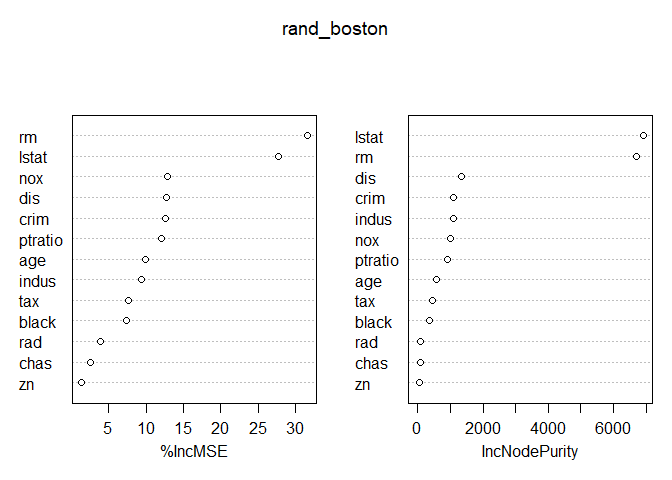 rand_boston
rm
lstat
nox
dis
crim
ptratio
age
indus
tax
black
rad
chas
zn
5 10 15 20 25 30
%IncMSE
lstat
rm
dis
crim
indus
nox
ptratio
age
tax
black
rad
chas
zn
0 2000 4000 6000
IncNodePurity